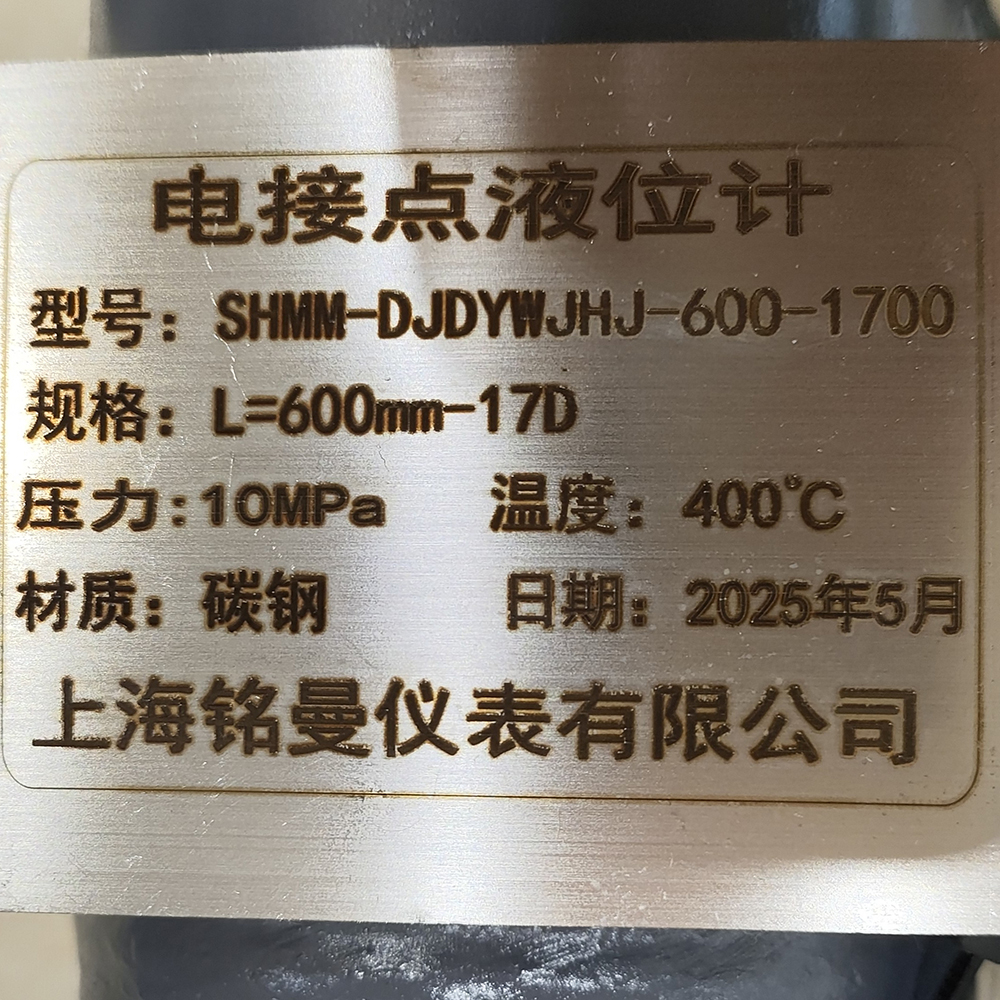 电接点液位计
型号：SHMM-DJDYWJHJ-600-1700
规格：L=600mm-17D
压力:10MPa 温度：400℃
材质：碳钢 日期：2025年5月
上海铭曼仪表有限公司